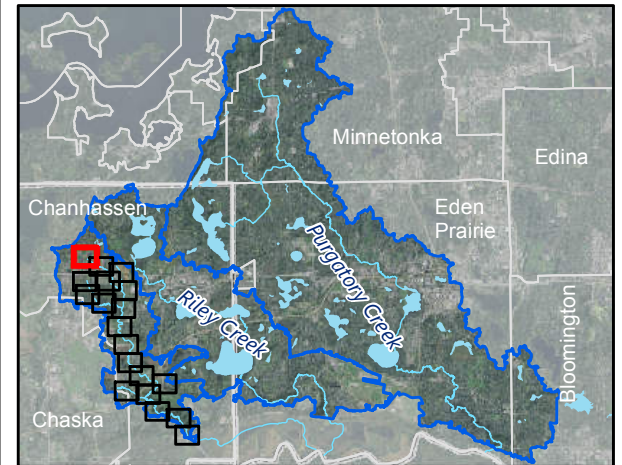 Minnetonka
Edina
Chanhassen
Eden
Prairie
Purgatory Creek
Riley Creek
Bloomington
Chaska